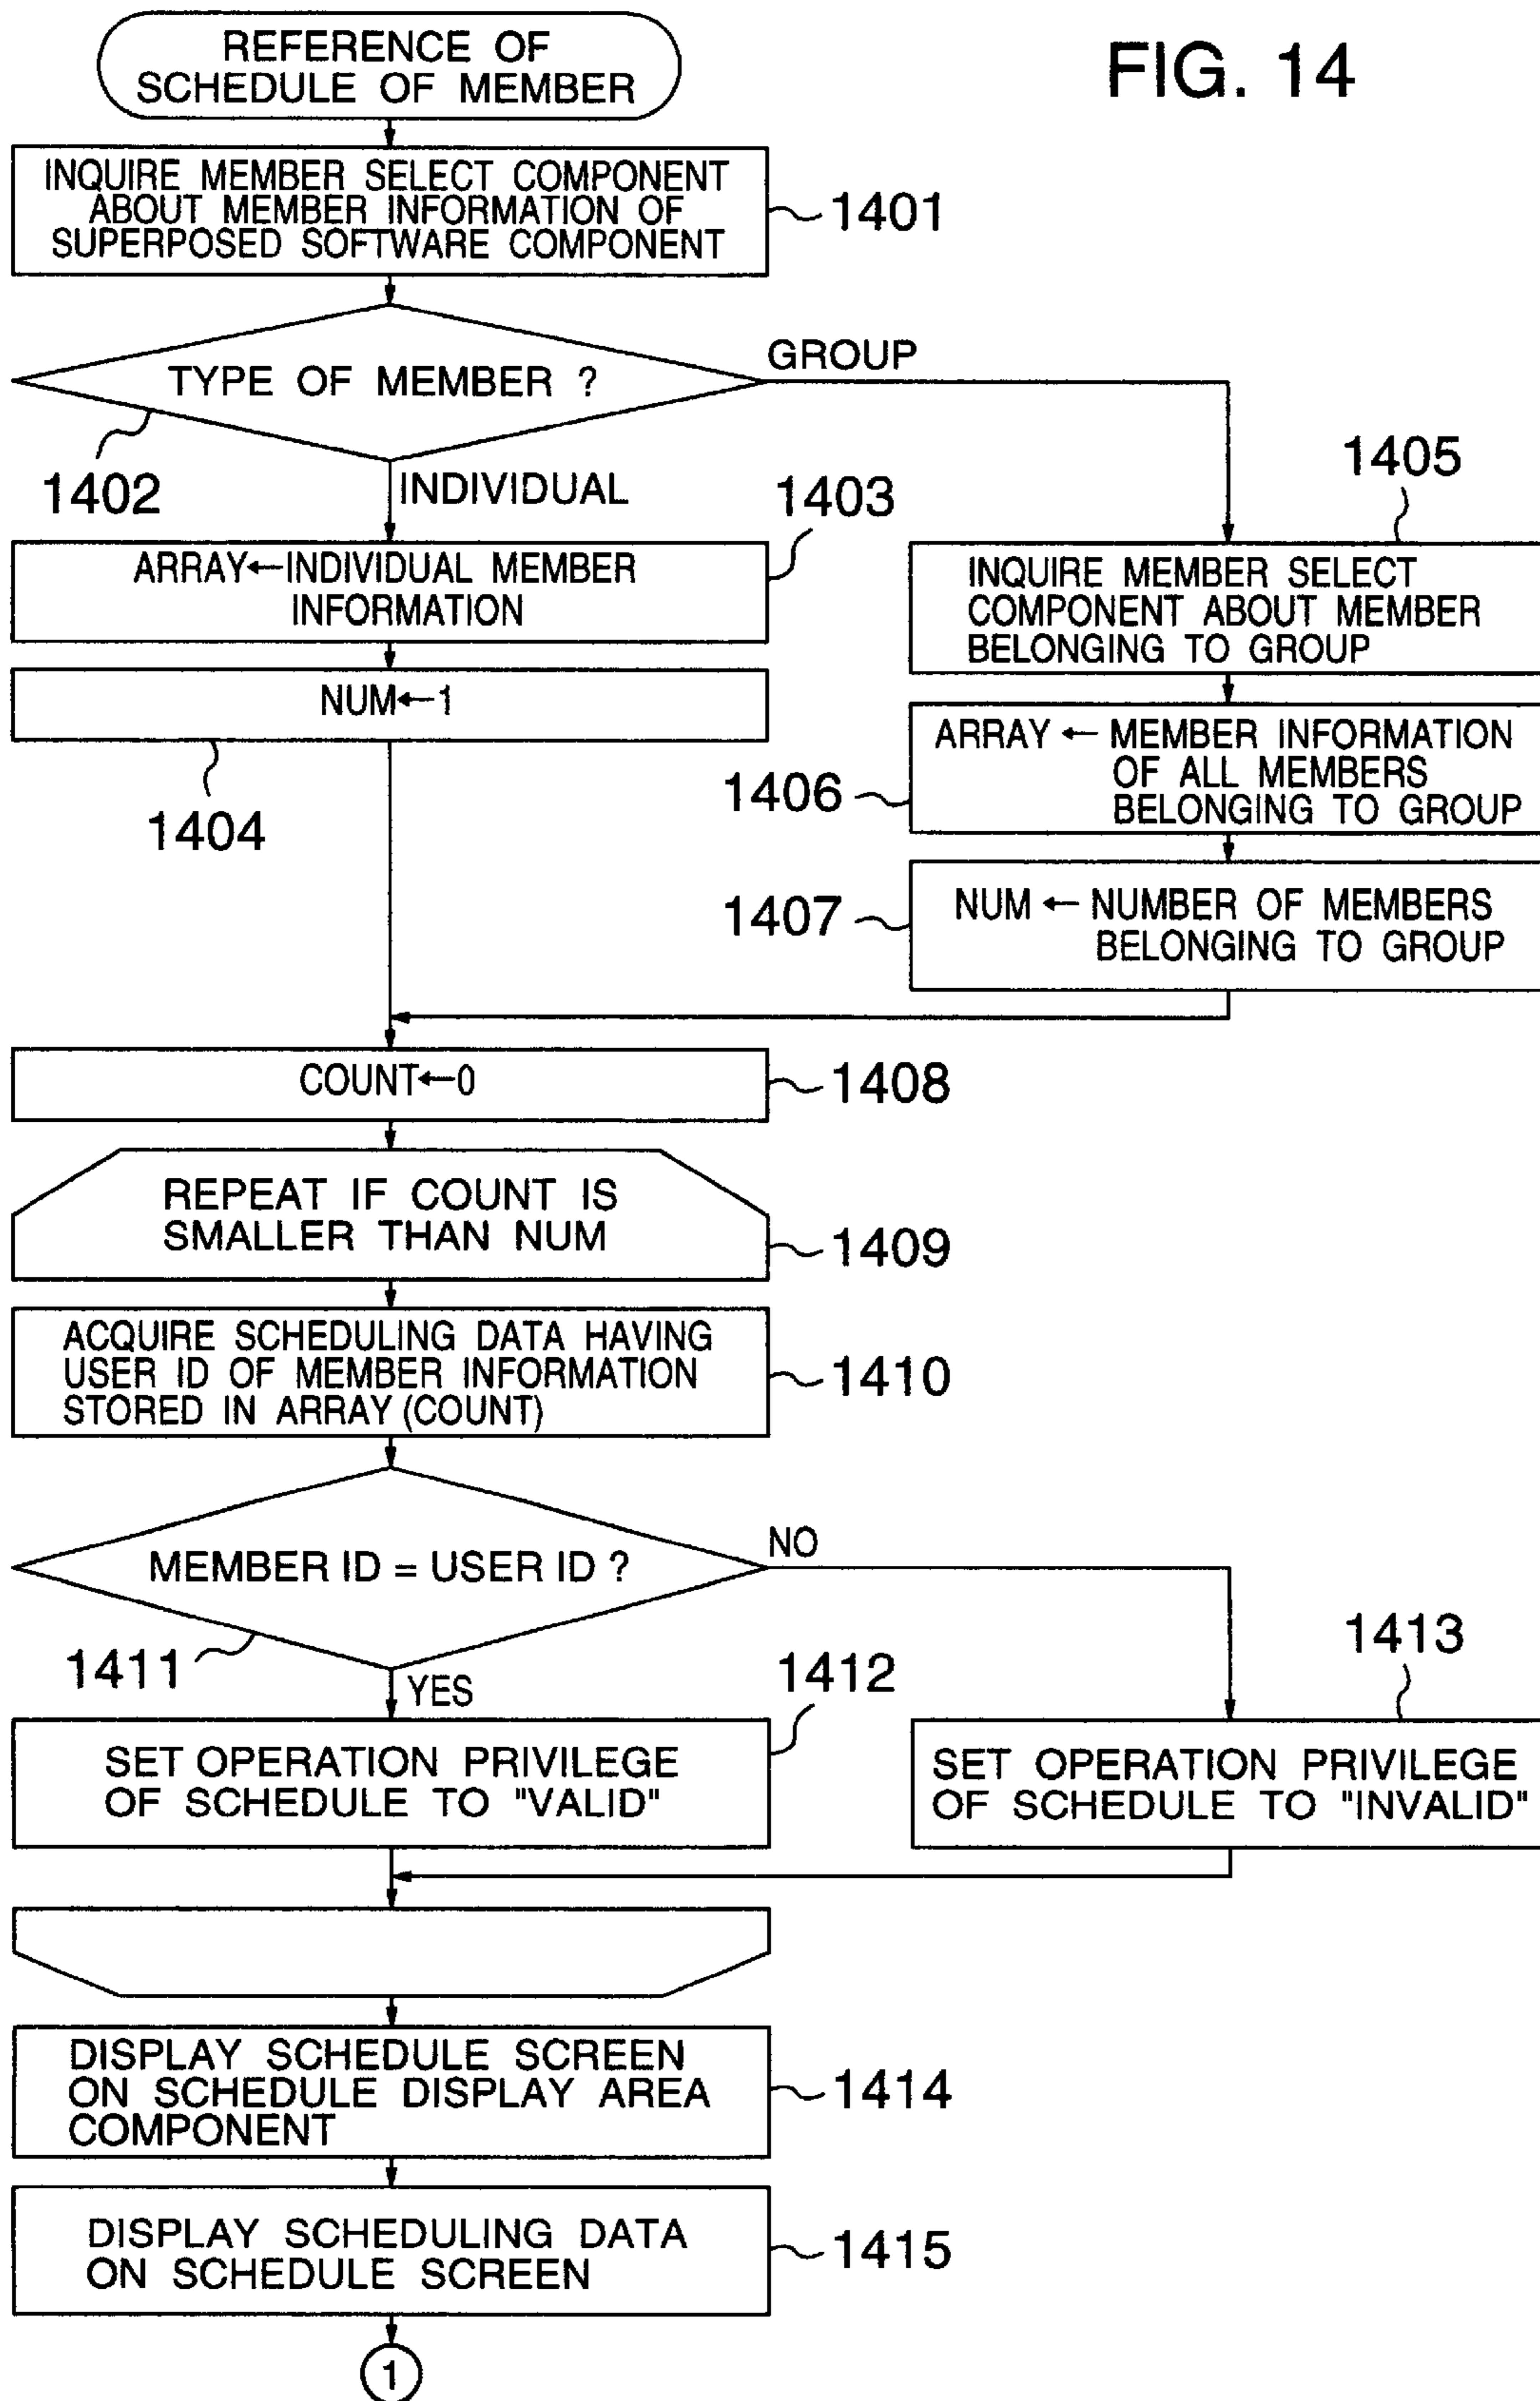 REFERENCE OF
SCHEDULE OF MEMBER
FIG. 14
INQUIRE MEMBER SELECT COMPONENT
ABOUT MEMBER INFORMATION OF
SUPERPOSED SOFTWARE COMPONENT
1401
TYPE OF MEMBER ?
GROUP
1402
INDIVIDUAL
1403
1405
ARRAY←INDIVIDUAL MEMBER
INFORMATION
INQUIRE MEMBER SELECT
COMPONENT ABOUT MEMBER
BELONGING TO GROUP
NUM←1
1404
ARRAY ← MEMBER INFORMATION
OF ALL MEMBERS
BELONGING TO GROUP
1406
NUM ← NUMBER OF MEMBERS
BELONGING TO GROUP
1407
COUNT←0
1408
REPEAT IF COUNT IS
SMALLER THAN NUM
1409
ACQUIRE SCHEDULING DATA HAVING
USER ID OF MEMBER INFORMATION
STORED IN ARRAY (COUNT)
1410
MEMBER ID = USER ID ?
NO
1411
YES
1412
1413
SET OPERATION PRIVILEGE
OF SCHEDULE TO "VALID"
SET OPERATION PRIVILEGE
OF SCHEDULE TO "INVALID"
DISPLAY SCHEDULE SCREEN
ON SCHEDULE DISPLAY AREA
COMPONENT
1414
DISPLAY SCHEDULING DATA
ON SCHEDULE SCREEN
1415
1